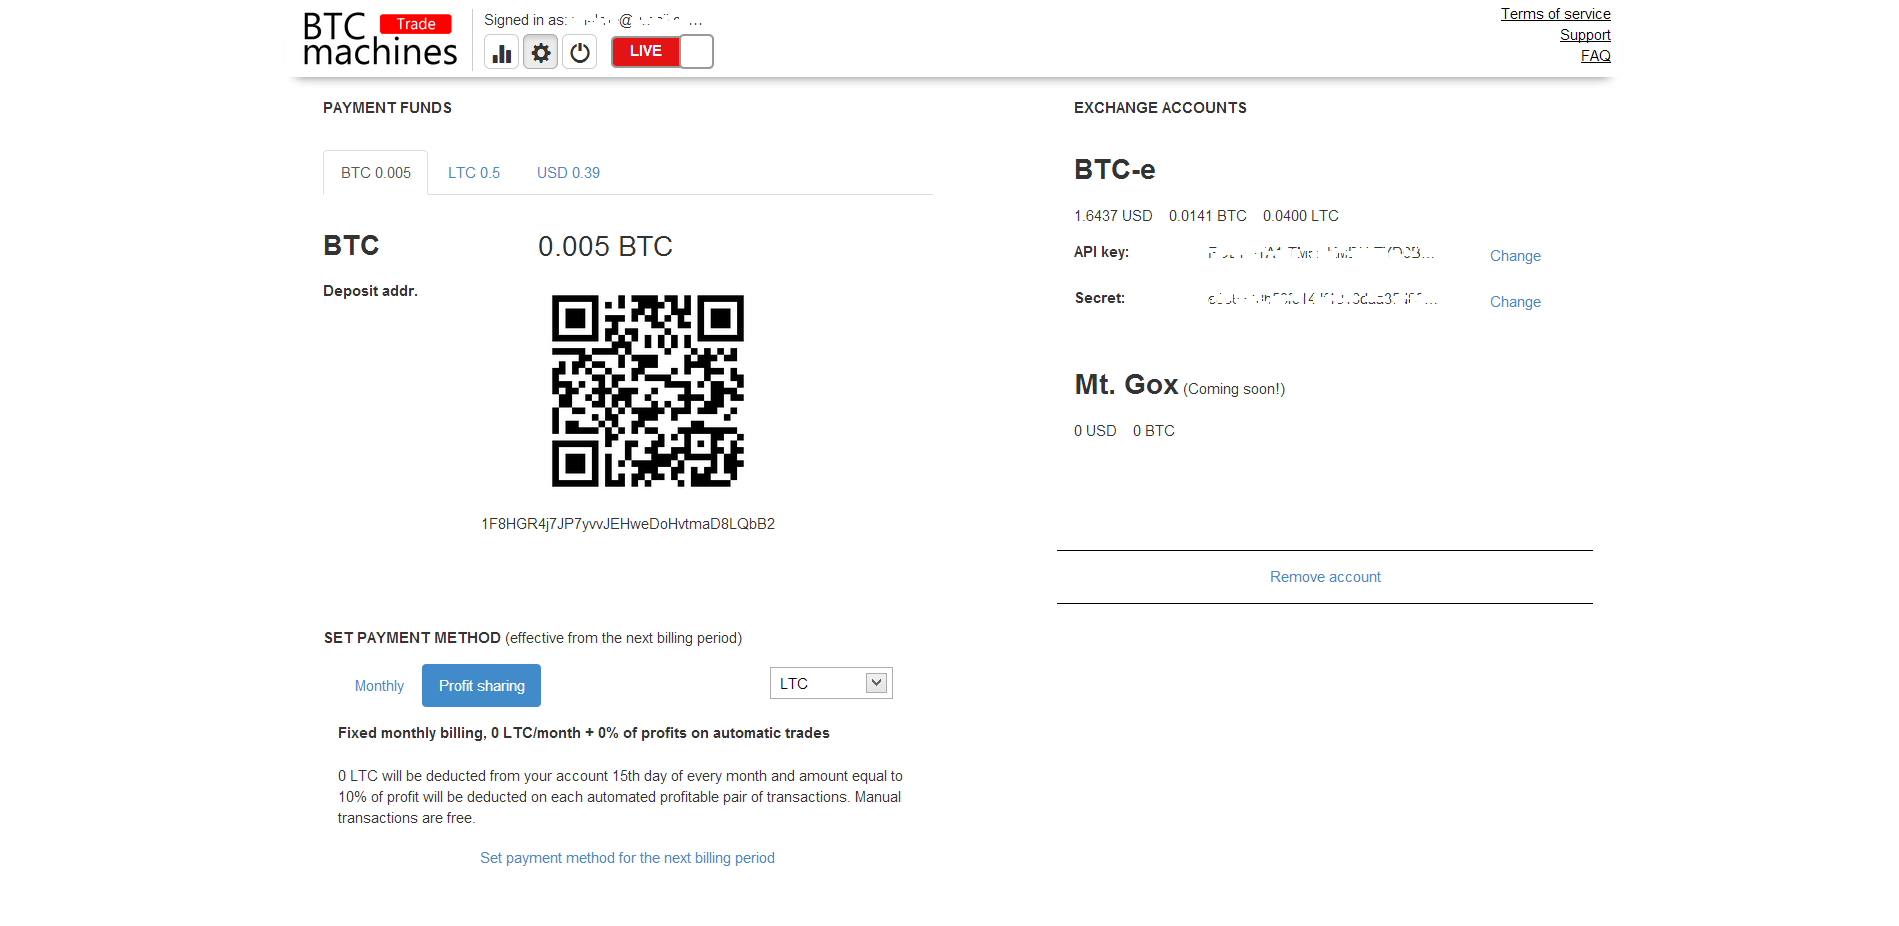 BTC Trade
machines
Signed in as:
LIVE
Terms of service
Support
FAQ
PAYMENT FUNDS
BTC 0.005 LTC 0.5 USD 0.39
BTC 0.005 BTC
Deposit addr.
1F8HGR4j7JP7yvvJEHweDoHvtmaD8LQbB2
SET PAYMENT METHOD (effective from the next billing period)
Monthly Profit sharing LTC
Fixed monthly billing, 0 LTC/month + 0% of profits on automatic trades
0 LTC will be deducted from your account 15th day of every month and amount equal to
10% of profit will be deducted on each automated profitable pair of transactions. Manual
transactions are free.
Set payment method for the next billing period
EXCHANGE ACCOUNTS
BTC-e
1.6437 USD 0.0141 BTC 0.0400 LTC
API key: Change
Secret: Change
Mt. Gox (Coming soon!)
0 USD 0 BTC
Remove account